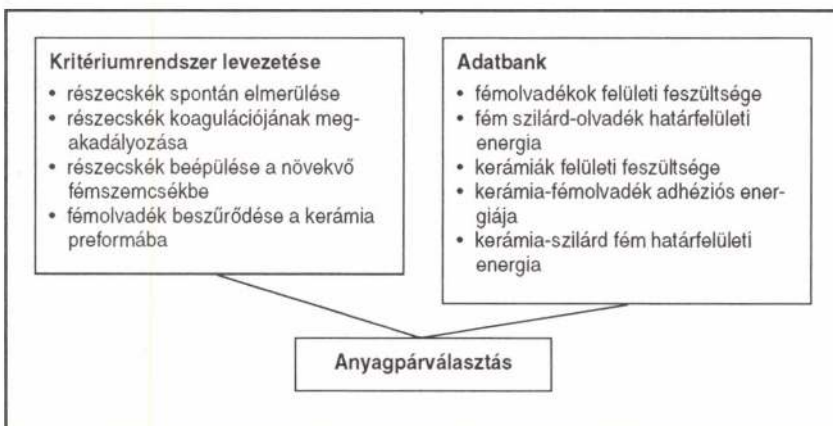 Kritériumrendszer levezetése
• részecskék spontán elmerülése
• részecskék koagulációjának meg-
akadályozása
• részecskék beépülése a növekvő
fémszemcsékbe
• fémolvadék beszűrődése a kerámia
preformába
Adatbank
• fémolvadékok felületi feszültsége
• fém szilárd-olvadék határfelületi
energia
• kerámiák felületi feszültsége
• kerámia-fémolvadék adhéziós ener-
giája
• kerámia-szilárd fém határfelületi
energia
Anyagpárválasztás